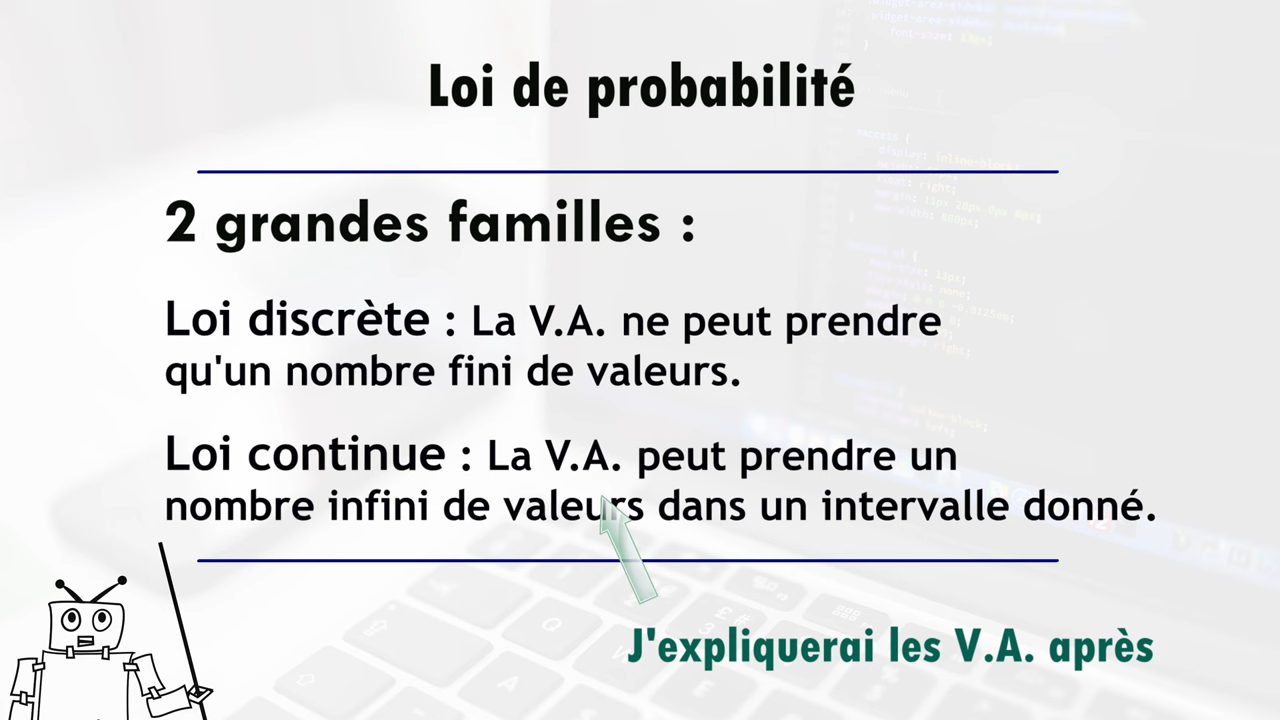 Loi de probabilité
2 grandes familles :
Loi discrète : La V.A. ne peut prendre
qu'un nombre fini de valeurs.
Loi continue : La V.A. peut prendre un
nombre infini de valeurs dans un intervalle donné.
J'expliquerai les V.A. après